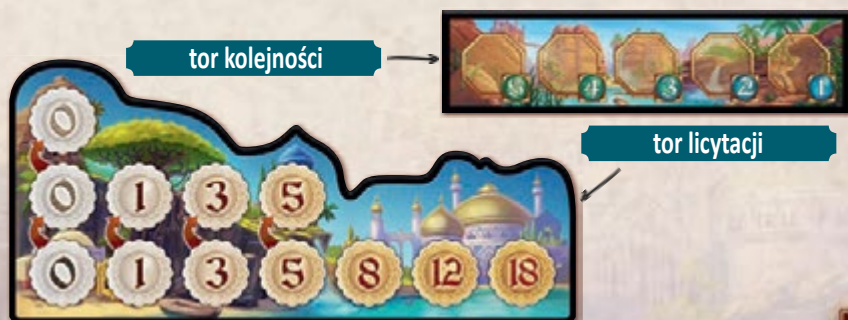 tor kolejności
5 4 3 2 1
tor licytacji
0
0 1 3 5
0 1 3 5 8 12 18